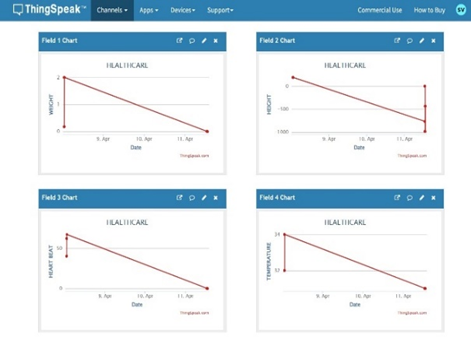 ThingSpeak™ Channels Apps Devices Support Commercial Use How to Buy SV
Field 1 Chart
HEALTHCARE
WEIGHT
2
1
0
9. Apr 10. Apr 11. Apr
Date
ThingSpeak.com
Field 2 Chart
HEALTHCARE
HEIGHT
0
-500
1000
9. Apr 10. Apr 11. Apr
Date
ThingSpeak.com
Field 3 Chart
HEALTHCARE
HEART BEAT
50
0
9. Apr 10. Apr 11. Apr
Date
ThingSpeak.com
Field 4 Chart
HEALTHCARE
TEMPERATURE
9. Apr 10. Apr 11. Apr
Date
ThingSpeak.com